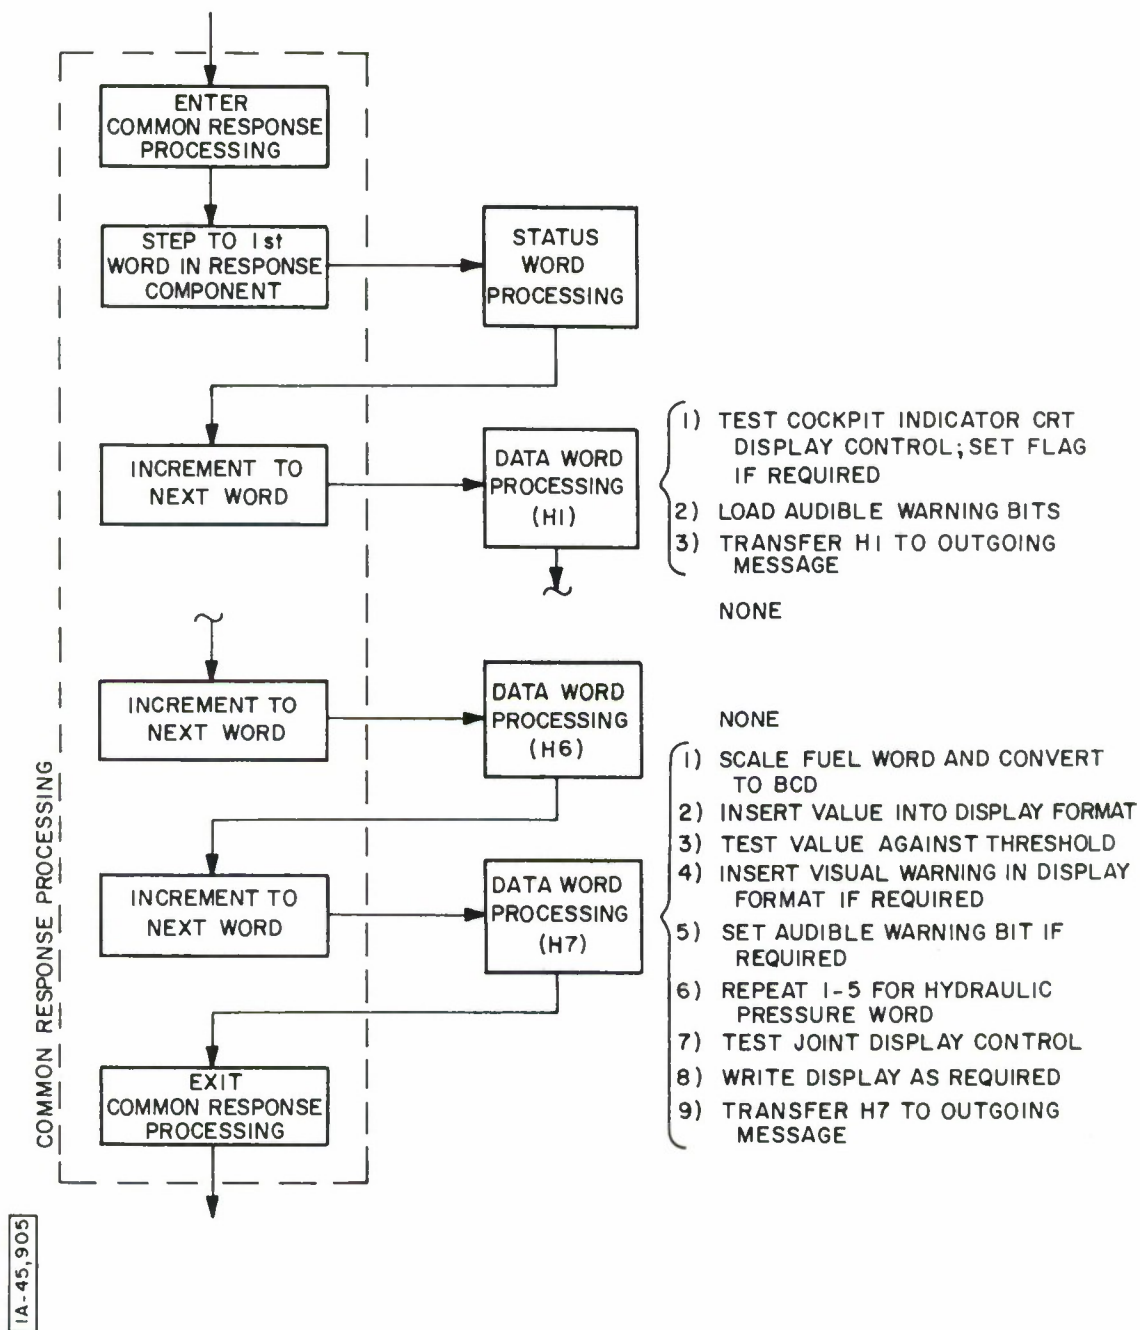 ENTER
COMMON RESPONSE
PROCESSING
STEP TO 1st
WORD IN RESPONSE
COMPONENT
STATUS
WORD
PROCESSING
INCREMENT TO
NEXT WORD
DATA WORD
PROCESSING
(H1)
1) TEST COCKPIT INDICATOR CRT
DISPLAY CONTROL; SET FLAG
IF REQUIRED
2) LOAD AUDIBLE WARNING BITS
3) TRANSFER H1 TO OUTGOING
MESSAGE
NONE
INCREMENT TO
NEXT WORD
DATA WORD
PROCESSING
(H6)
NONE
INCREMENT TO
NEXT WORD
DATA WORD
PROCESSING
(H7)
1) SCALE FUEL WORD AND CONVERT
TO BCD
2) INSERT VALUE INTO DISPLAY FORMAT
3) TEST VALUE AGAINST THRESHOLD
4) INSERT VISUAL WARNING IN DISPLAY
FORMAT IF REQUIRED
5) SET AUDIBLE WARNING BIT IF
REQUIRED
6) REPEAT 1-5 FOR HYDRAULIC
PRESSURE WORD
7) TEST JOINT DISPLAY CONTROL
8) WRITE DISPLAY AS REQUIRED
9) TRANSFER H7 TO OUTGOING
MESSAGE
EXIT
COMMON RESPONSE
PROCESSING
COMMON RESPONSE PROCESSING
IA-45,905